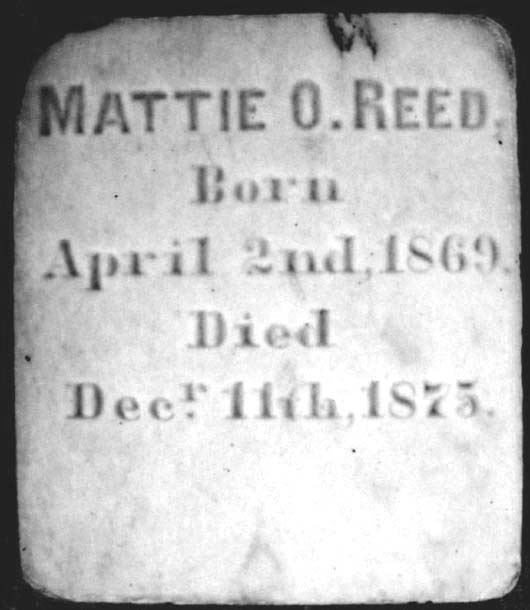 MATTIE O. REED.
Born
April 2nd, 1869.
Died
Decr. 11th, 1875.